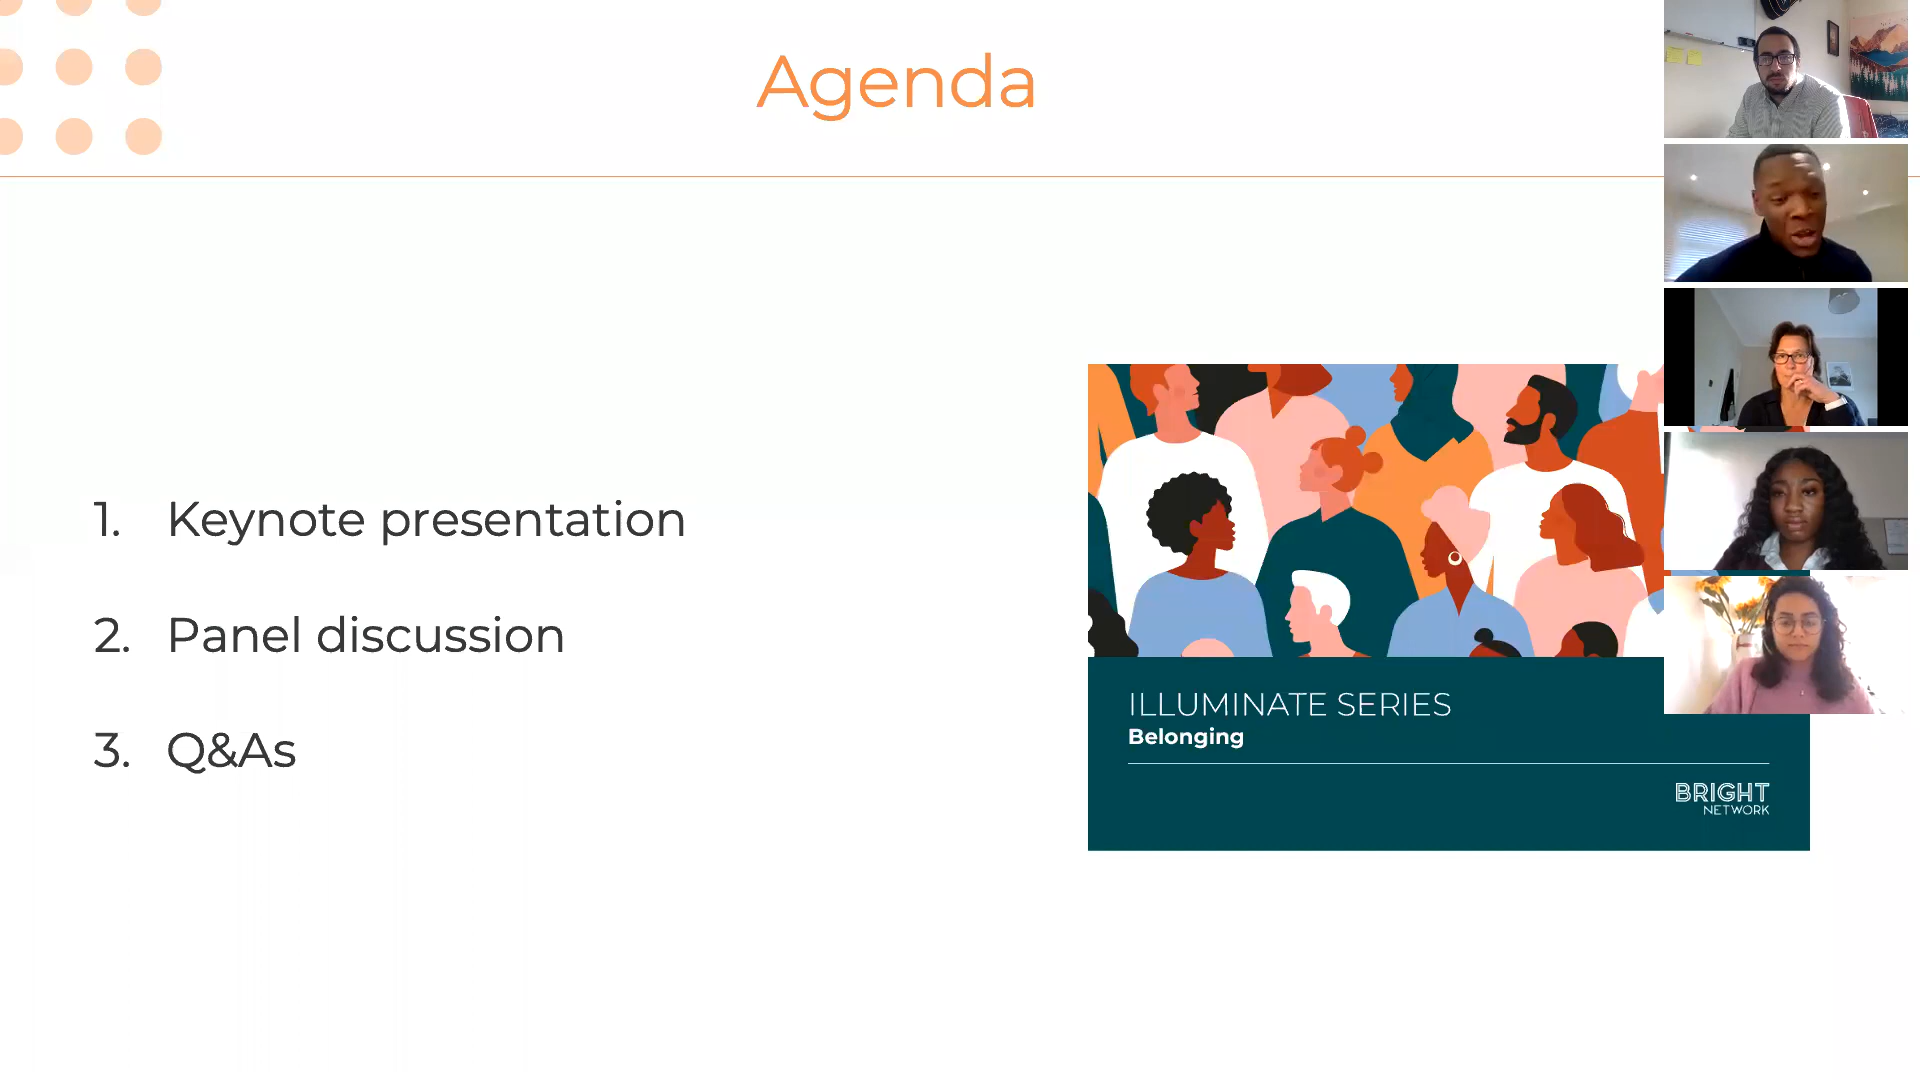 Agenda
1. Keynote presentation
2. Panel discussion
3. Q&As
ILLUMINATE SERIES
Belonging
BRIGHT
NETWORK